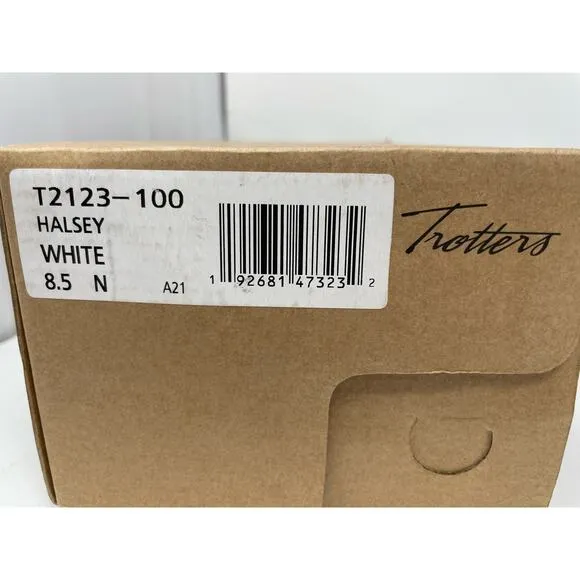 T2123-100
HALSEY
WHITE
8.5 N
A21
1 92681 47323 2
Trotters